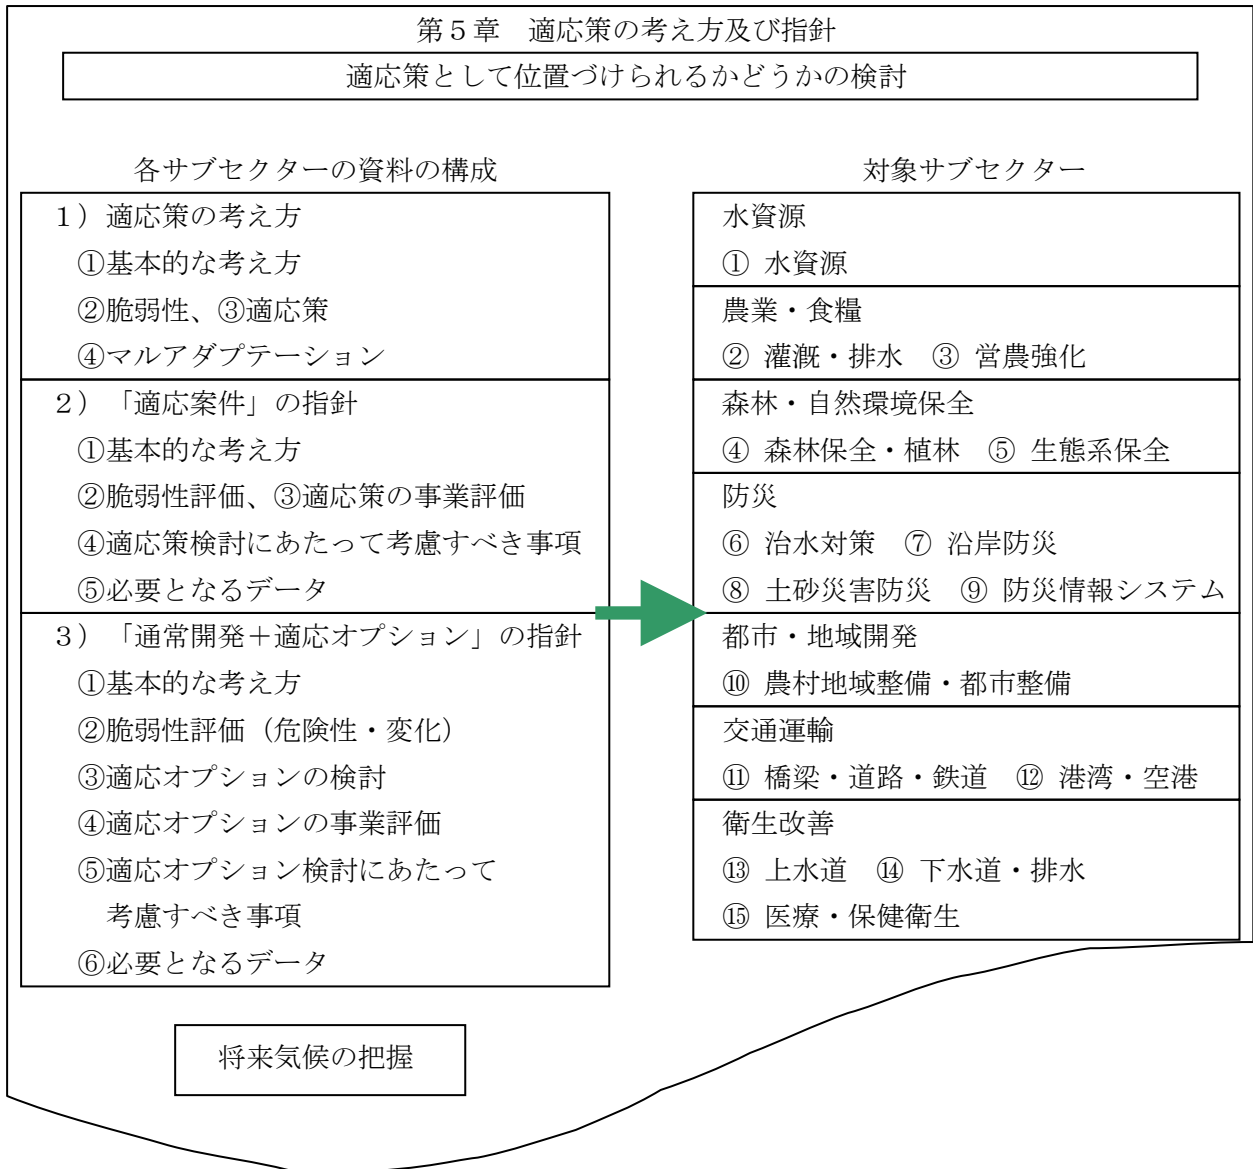 第５章　適応策の考え方及び指針
適応策として位置づけられるかどうかの検討
各サブセクターの資料の構成
１）適応策の考え方
①基本的な考え方
②脆弱性、③適応策
④マルアダプテーション
２）「適応案件」の指針
①基本的な考え方
②脆弱性評価、③適応策の事業評価
④適応策検討にあたって考慮すべき事項
⑤必要となるデータ
３）「通常開発＋適応オプション」の指針
①基本的な考え方
②脆弱性評価（危険性・変化）
③適応オプションの検討
④適応オプションの事業評価
⑤適応オプション検討にあたって
考慮すべき事項
⑥必要となるデータ
将来気候の把握
対象サブセクター
水資源
① 水資源
農業・食糧
② 灌漑・排水　③ 営農強化
森林・自然環境保全
④ 森林保全・植林　⑤ 生態系保全
防災
⑥ 治水対策　⑦ 沿岸防災
⑧ 土砂災害防災　⑨ 防災情報システム
都市・地域開発
⑩ 農村地域整備・都市整備
交通運輸
⑪ 橋梁・道路・鉄道　⑫ 港湾・空港
衛生改善
⑬ 上水道　⑭ 下水道・排水
⑮ 医療・保健衛生